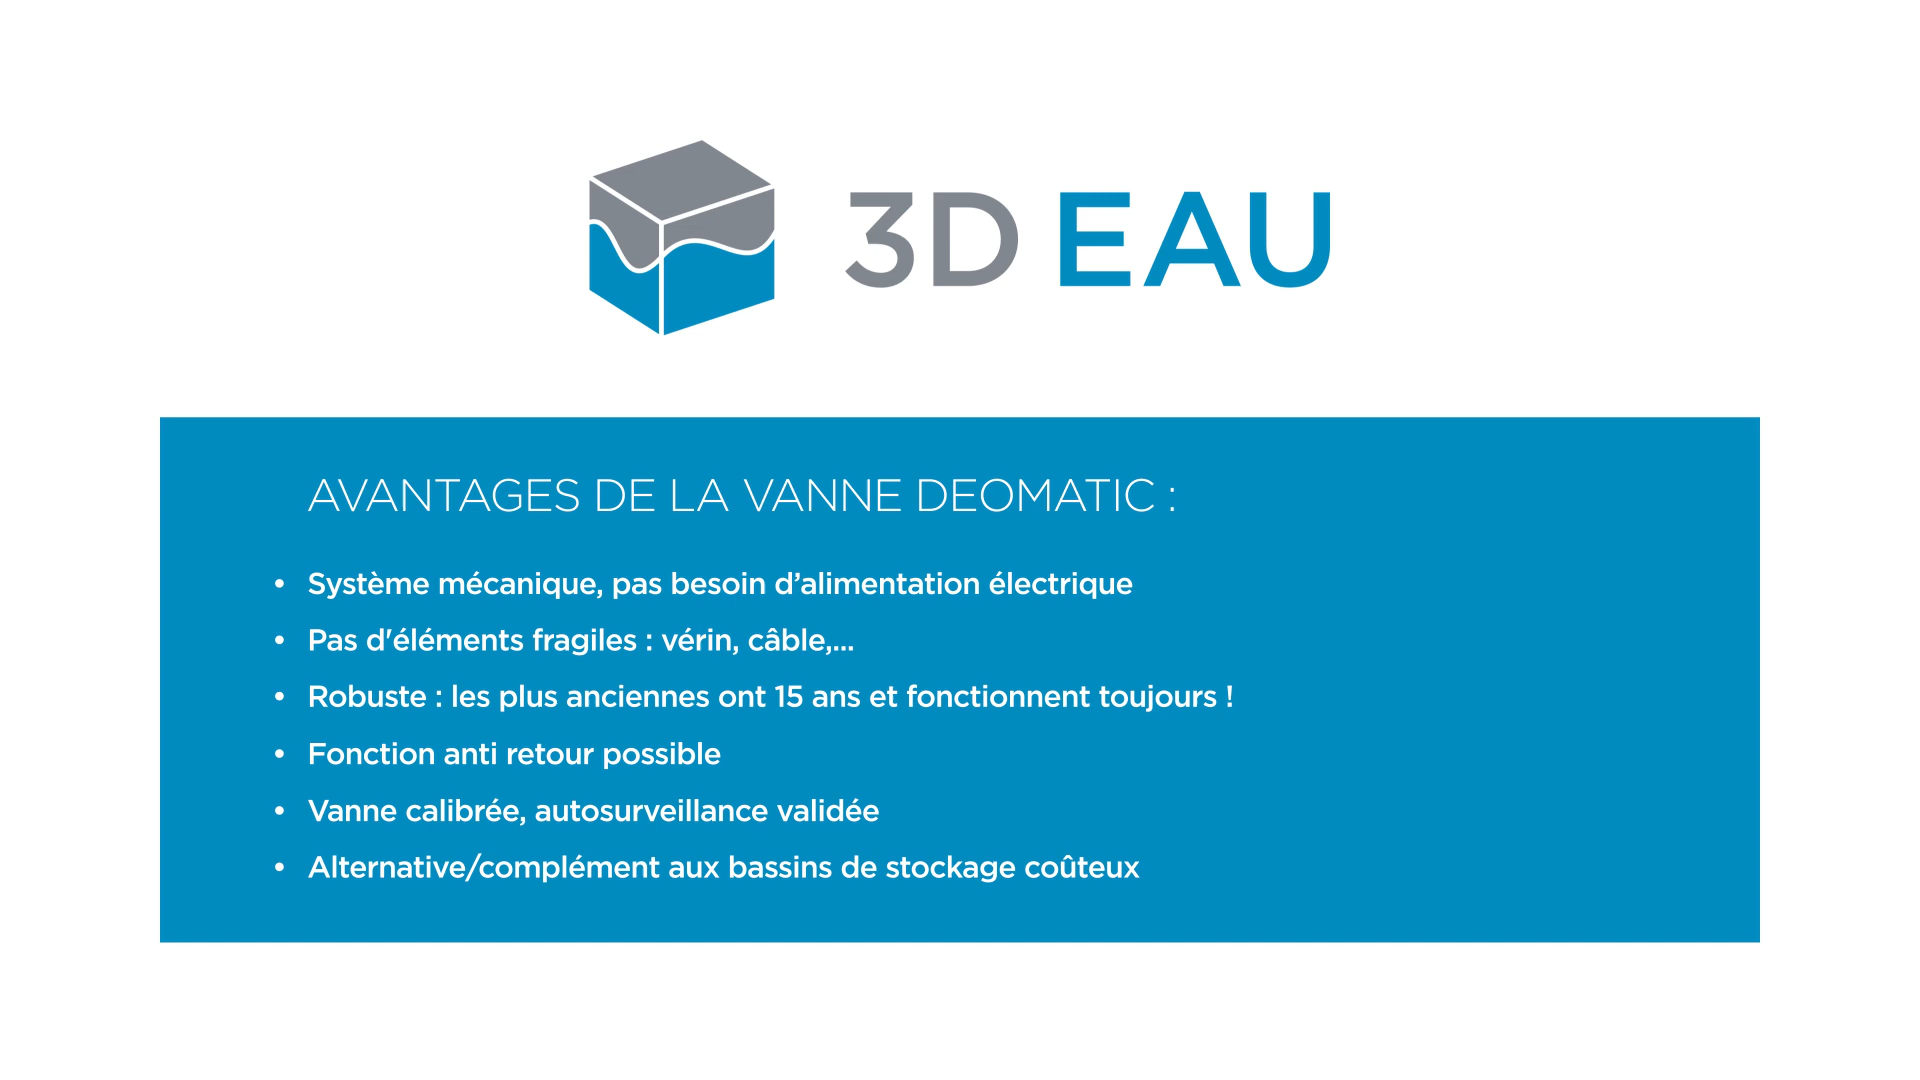 3D EAU
AVANTAGES DE LA VANNE DEOMATIC :
• Système mécanique, pas besoin d’alimentation électrique
• Pas d'éléments fragiles : vérin, câble,...
• Robuste : les plus anciennes ont 15 ans et fonctionnent toujours !
• Fonction anti retour possible
• Vanne calibrée, autosurveillance validée
• Alternative/complément aux bassins de stockage coûteux